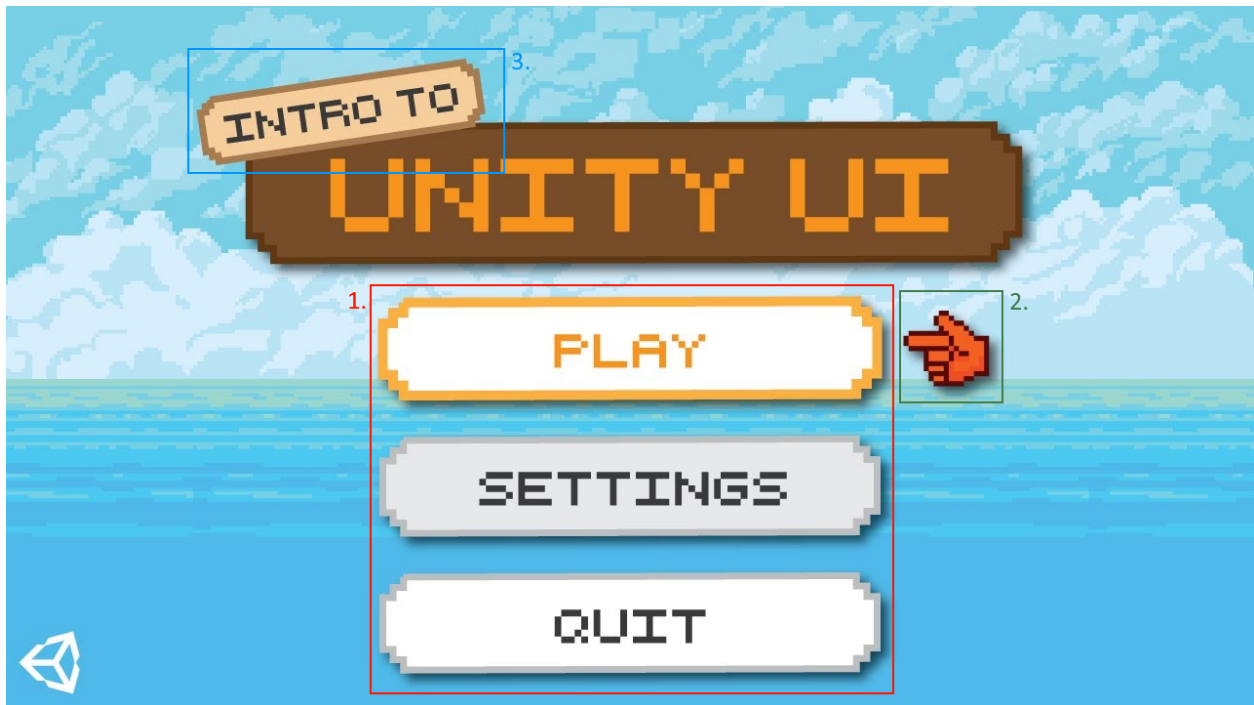 3.
INTRO TO
UNITY UI
1.
PLAY
2.
SETTINGS
QUIT